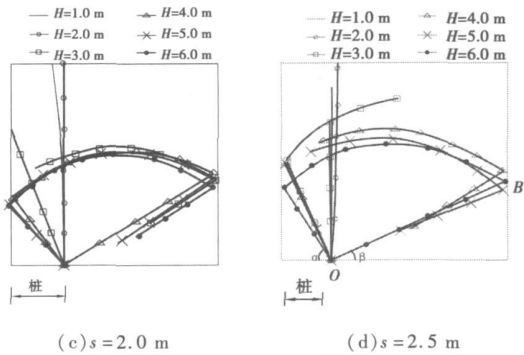 H=1.0 m H=4.0 m
H=2.0 m H=5.0 m
H=3.0 m H=6.0 m
桩
(c) s=2.0 m
H=1.0 m H=4.0 m
H=2.0 m H=5.0 m
H=3.0 m H=6.0 m
B
α β
O
桩
(d) s=2.5 m